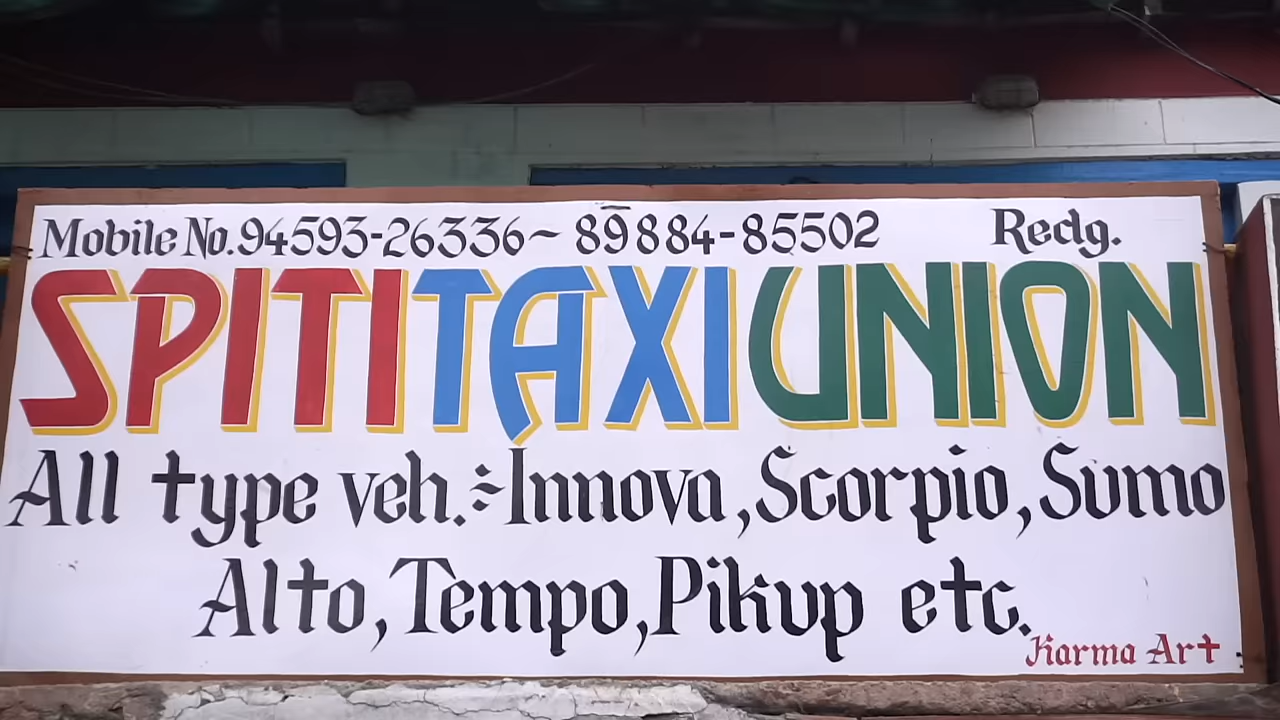 Mobile No. 94593-26336~ 89884-85502 Redg.
SPITI TAXI UNION
All type veh.÷Innova, Scorpio, Sumo
Alto, Tempo, Pikup etc.
Karma Art